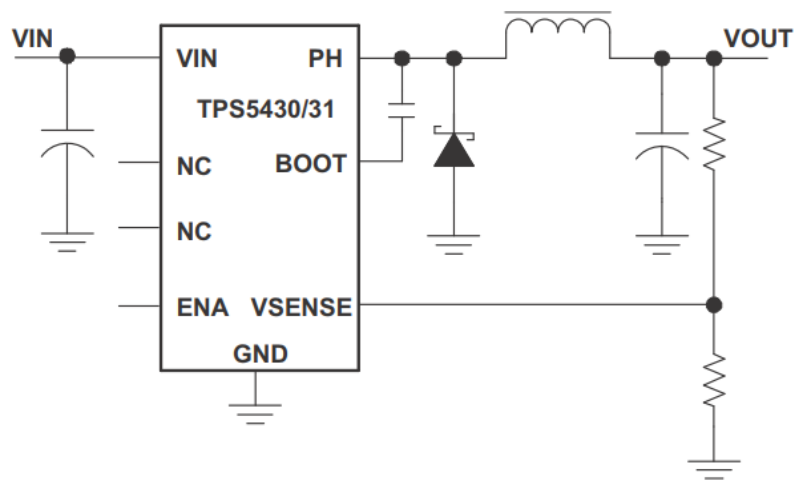 VIN
VIN
PH
VOUT
TPS5430/31
NC
BOOT
NC
ENA
VSENSE
GND